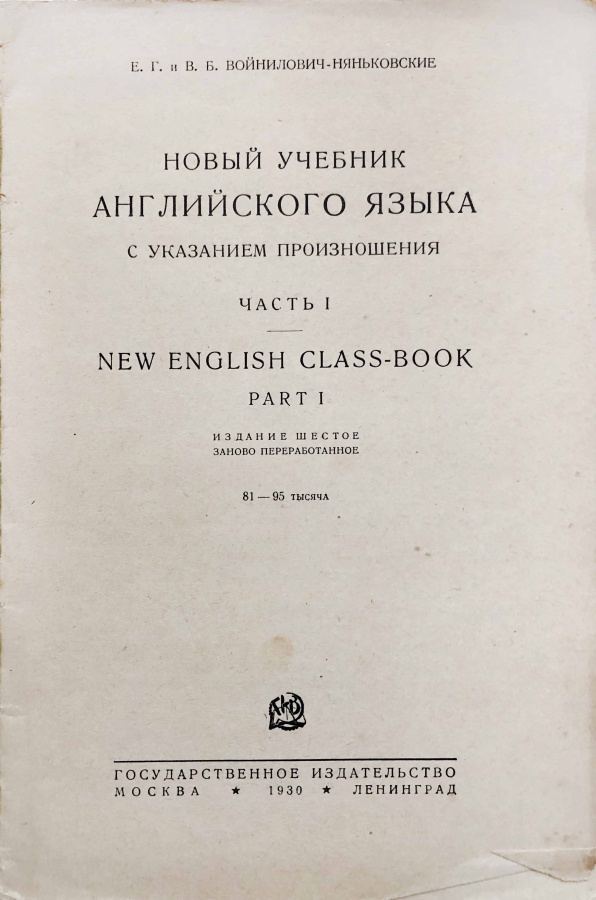 Е. Г. и В. Б. ВОЙНИЛОВИЧ-НЯНЬКОВСКИЕ
НОВЫЙ УЧЕБНИК
АНГЛИЙСКОГО ЯЗЫКА
С УКАЗАНИЕМ ПРОИЗНОШЕНИЯ
ЧАСТЬ I
NEW ENGLISH CLASS-BOOK
PART I
ИЗДАНИЕ ШЕСТОЕ
ЗАНОВО ПЕРЕРАБОТАННОЕ
81 — 95 тысяча
ГОСУДАРСТВЕННОЕ ИЗДАТЕЛЬСТВО
МОСКВА ★ 1930 ★ ЛЕНИНГРАД